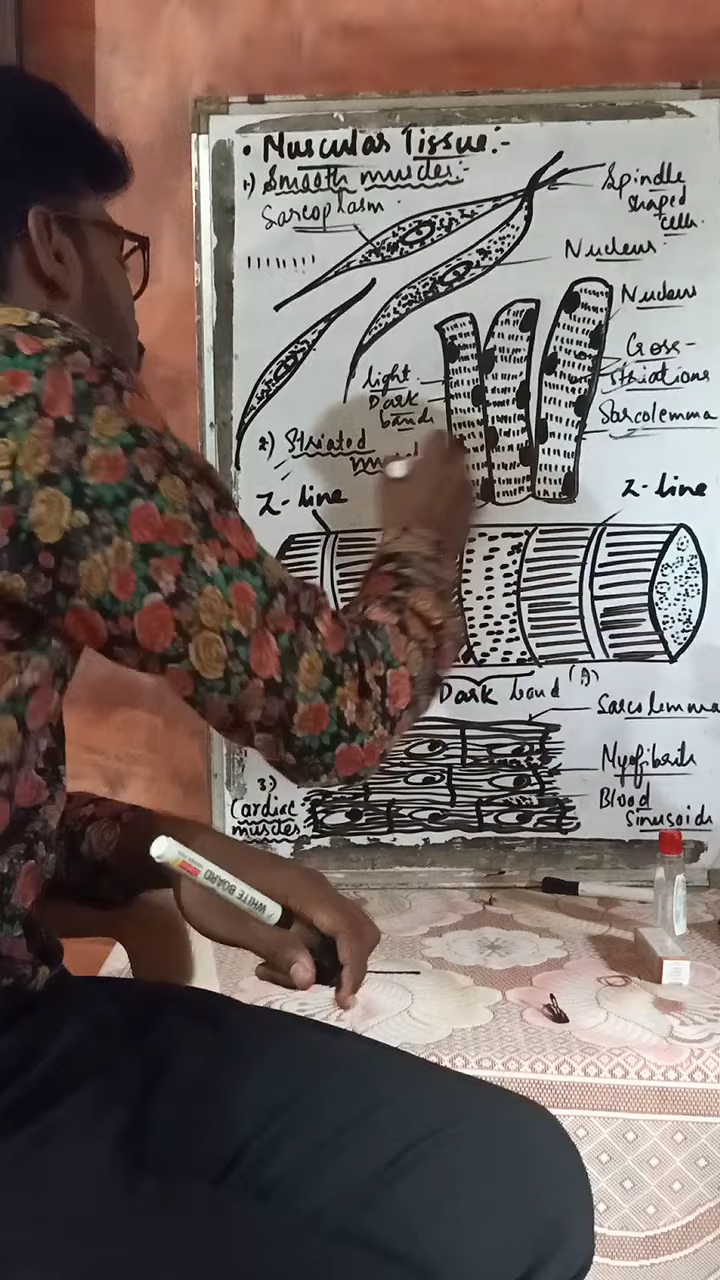 • Muscular Tissue:-
1.) Smooth muscles:-
Sarcoplasm
Spindle
shaped
cells.
Nucleus
Nucleus
Cross-
striations
Sarcolemma
light
Dark
band
2.) Striated
Z-line
Z-line
Dark band (A)
Sarcolemma
Myofibrils
Blood
Sinusoids
3.)
Cardiac
muscles
WHITE BOARD